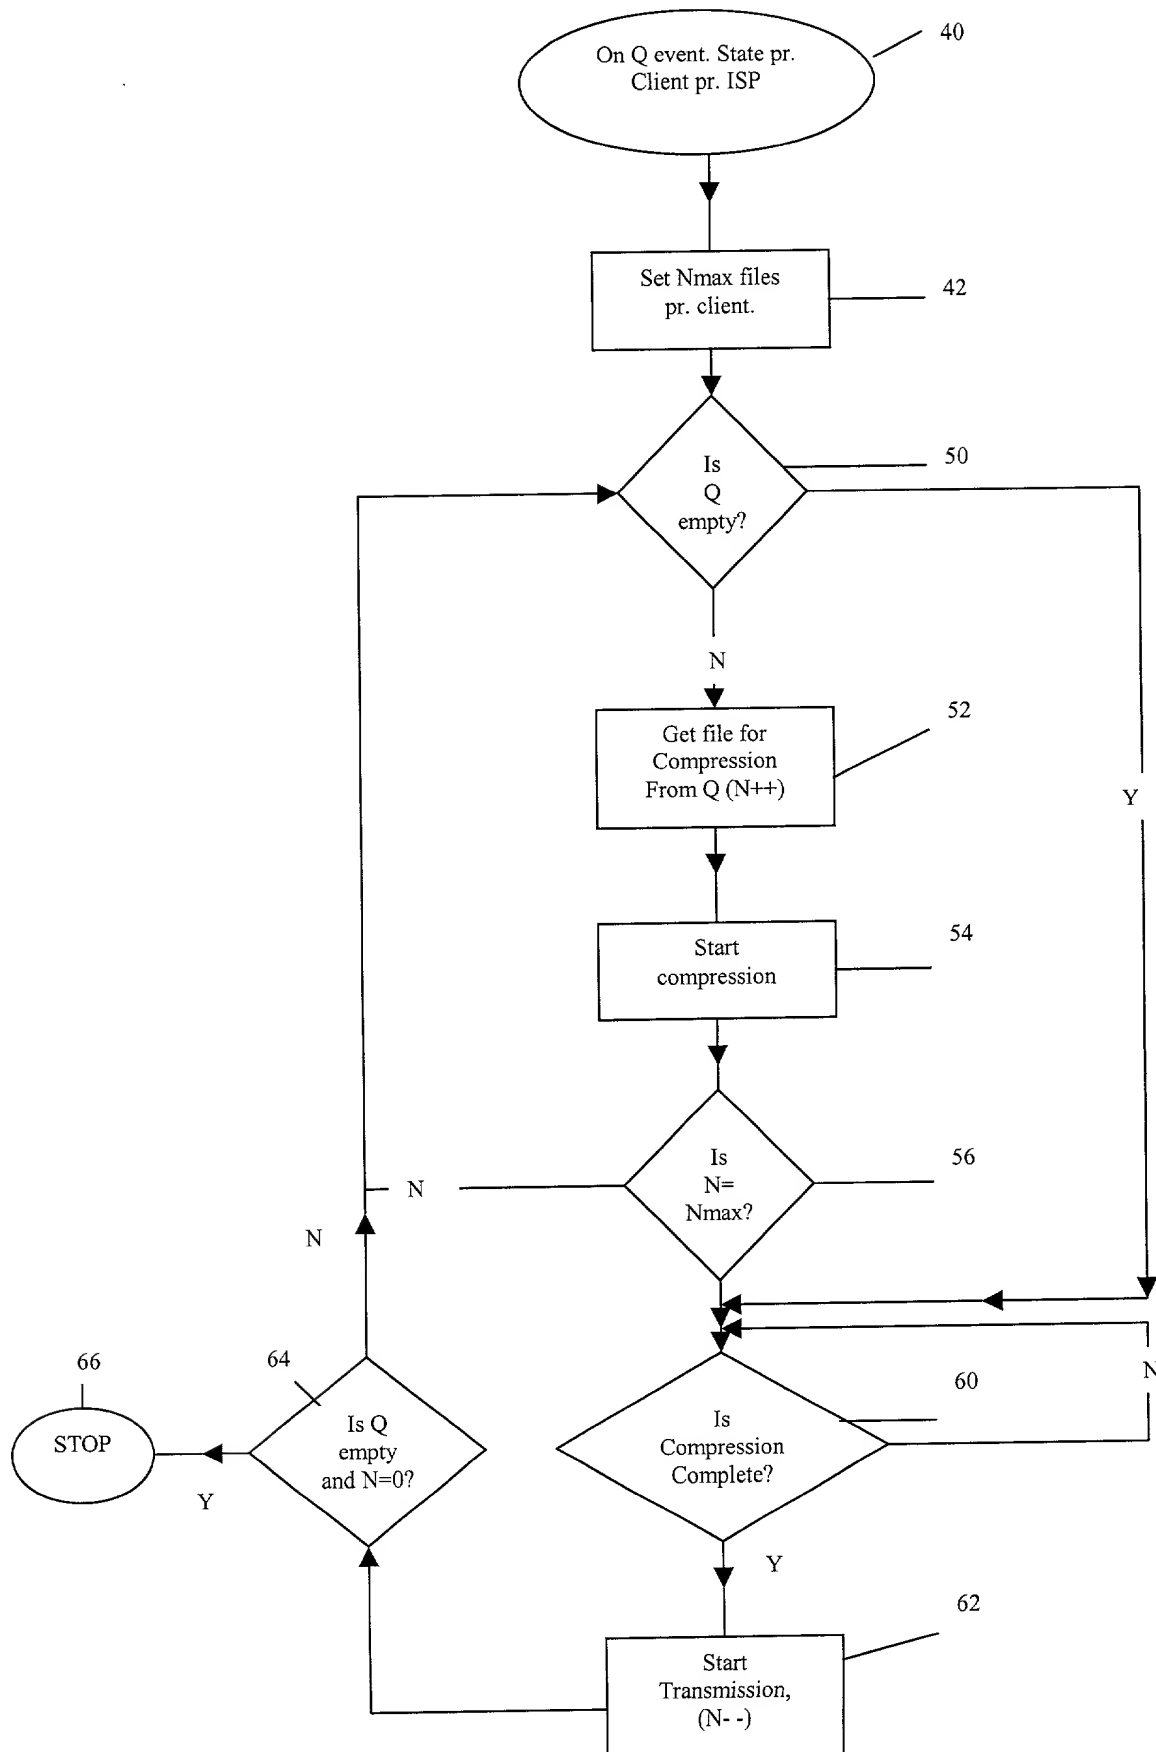 40
On Q event. State pr.
Client pr. ISP
Set Nmax files
pr. client.
42
50
Is
Q
empty?
N
52
Get file for
Compression
From Q (N++)
Y
54
Start
compression
56
Is
N=
Nmax?
N
N
66
64
STOP
Is Q
empty
and N=0?
Y
60
N
Is
Compression
Complete?
Y
62
Start
Transmission,
(N- -)